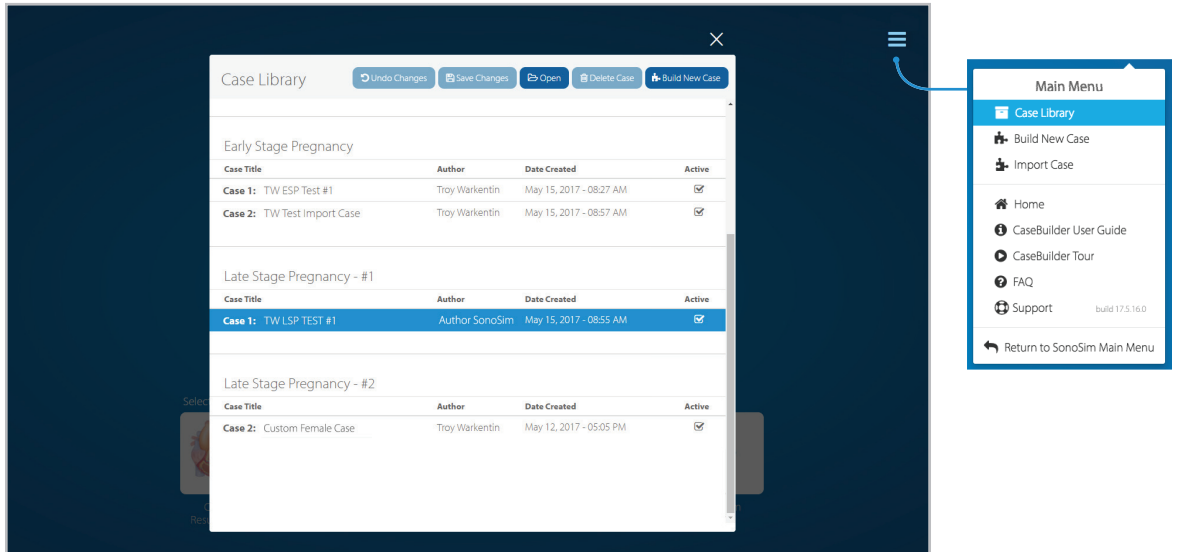 Case Library
Undo Changes
Save Changes
Open
Delete Case
Build New Case
Early Stage Pregnancy
Case Title Author Date Created Active
Case 1: TW ESP Test #1 Troy Warkentin May 15, 2017 - 08:27 AM
Case 2: TW Test Import Case Troy Warkentin May 15, 2017 - 08:57 AM
Late Stage Pregnancy - #1
Case Title Author Date Created Active
Case 1: TW LSP TEST #1 Author SonoSim May 15, 2017 - 08:55 AM
Late Stage Pregnancy - #2
Case Title Author Date Created Active
Case 2: Custom Female Case Troy Warkentin May 12, 2017 - 05:05 PM
Main Menu
Case Library
Build New Case
Import Case
Home
CaseBuilder User Guide
CaseBuilder Tour
FAQ
Support build 17.5.16.0
Return to SonoSim Main Menu